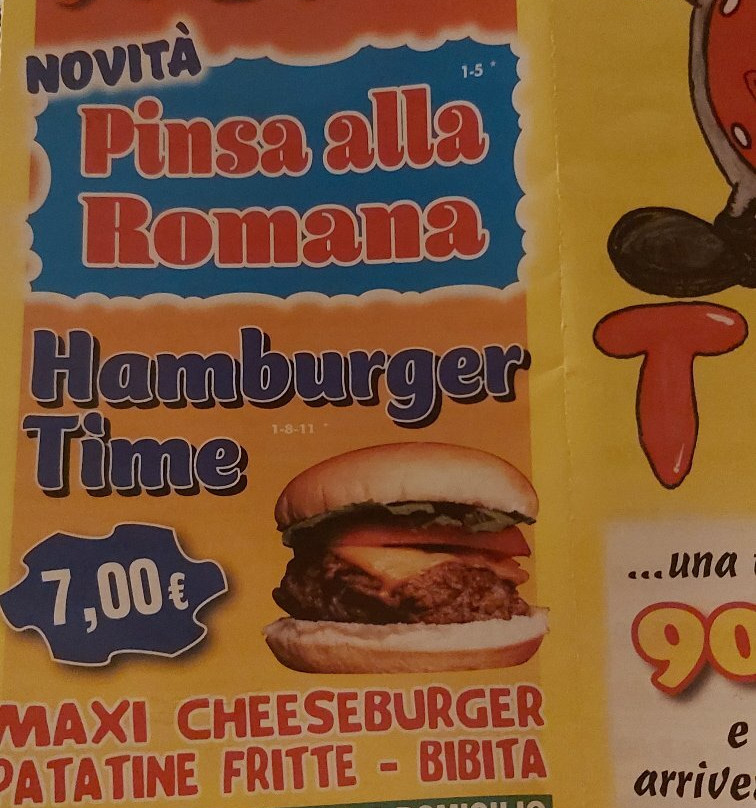 NOVITÀ
1-5 *
Pinsa alla
Romana
Hamburger
Time
1-8-11 *
7,00€
MAXI CHEESEBURGER
PATATINE FRITTE - BIBITA
T
...una
90
e